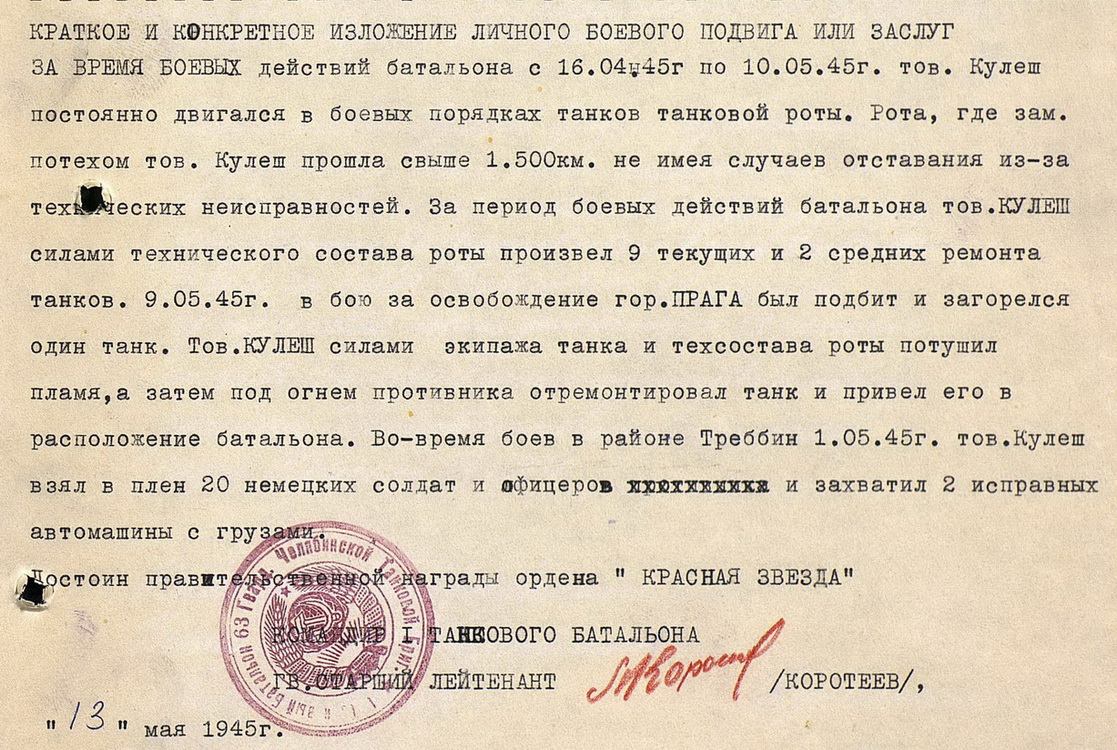 КРАТКОЕ И КОНКРЕТНОЕ ИЗЛОЖЕНИЕ ЛИЧНОГО БОЕВОГО ПОДВИГА ИЛИ ЗАСЛУГ
ЗА ВРЕМЯ БОЕВЫХ действий батальона с 16.04.45г по 10.05.45г. тов. Кулеш
постоянно двигался в боевых порядках танков танковой роты. Рота, где зам.
потехом тов. Кулеш прошла свыше 1.500км. не имея случаев отставания из-за
технических неисправностей. За период боевых действий батальона тов.КУЛЕШ
силами технического состава роты произвел 9 текущих и 2 средних ремонта
танков. 9.05.45г. в бою за освобождение гор.ПРАГА был подбит и загорелся
один танк. Тов.КУЛЕШ силами экипажа танка и техсостава роты потушил
пламя,а затем под огнем противника отремонтировал танк и привел его в
расположение батальона. Во-время боев в районе Треббин 1.05.45г. тов.Кулеш
взял в плен 20 немецких солдат и офицеров и захватил 2 исправных
автомашины с грузами.
Достоин правительственной награды ордена " КРАСНАЯ ЗВЕЗДА"
КОМАНДИР I ТАНКОВОГО БАТАЛЬОНА
ГВ.СТАРШИЙ ЛЕЙТЕНАНТ /КОРОТЕЕВ/,
"13" мая 1945г.
63 Гвард. Челябинской Танковой Бриг
Батальон